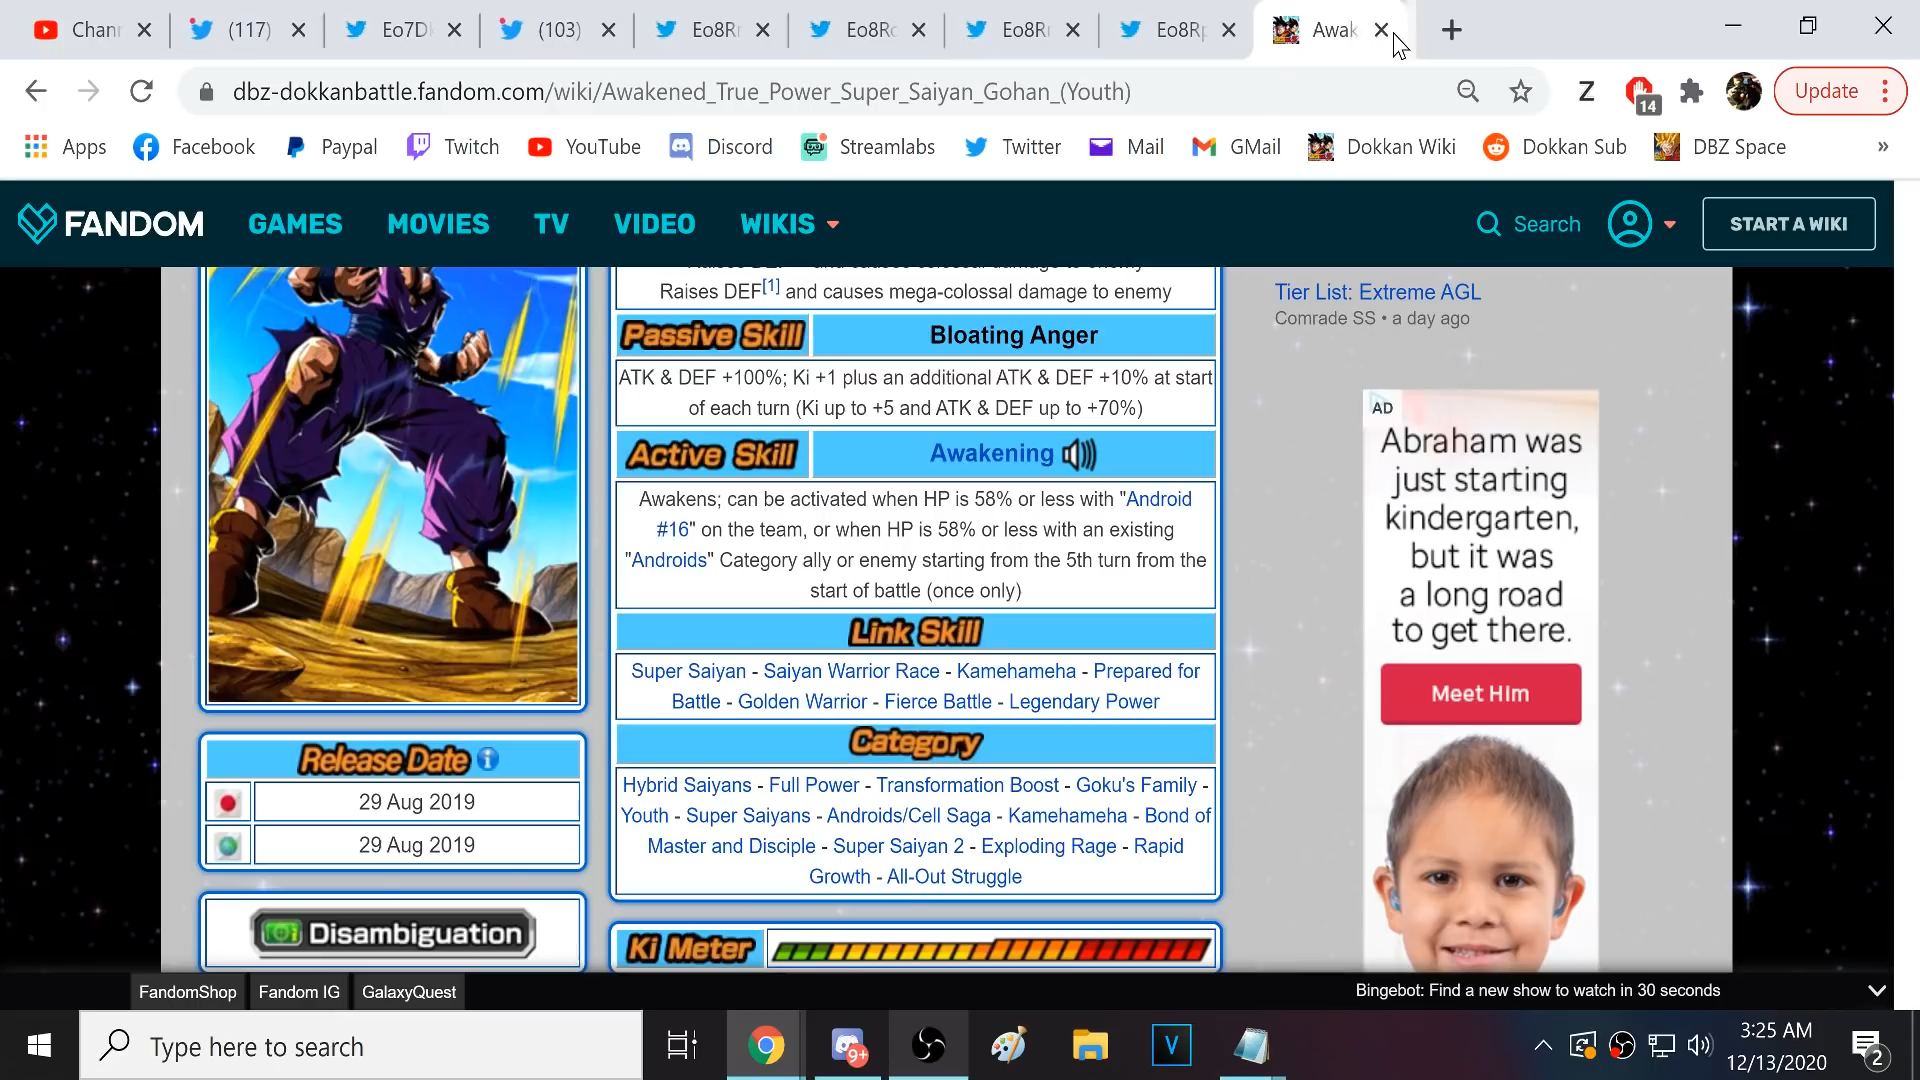 Chann
(117)
Eo7Dl
(103)
Eo8Rr
Eo8Rc
Eo8Rr
Eo8Rp
Awak
dbz-dokkanbattle.fandom.com/wiki/Awakened_True_Power_Super_Saiyan_Gohan_(Youth)
Z
14
Update
Apps
Facebook
Paypal
Twitch
YouTube
Discord
Streamlabs
Twitter
Mail
GMail
Dokkan Wiki
Dokkan Sub
DBZ Space
»
FANDOM
GAMES
MOVIES
TV
VIDEO
WIKIS
Search
START A WIKI
Raises DEF[1] and causes mega-colossal damage to enemy
Passive Skill
Bloating Anger
ATK & DEF +100%; Ki +1 plus an additional ATK & DEF +10% at start
of each turn (Ki up to +5 and ATK & DEF up to +70%)
Active Skill
Awakening
Awakens; can be activated when HP is 58% or less with "Android
#16" on the team, or when HP is 58% or less with an existing
"Androids" Category ally or enemy starting from the 5th turn from the
start of battle (once only)
Link Skill
Super Saiyan - Saiyan Warrior Race - Kamehameha - Prepared for
Battle - Golden Warrior - Fierce Battle - Legendary Power
Category
Hybrid Saiyans - Full Power - Transformation Boost - Goku's Family -
Youth - Super Saiyans - Androids/Cell Saga - Kamehameha - Bond of
Master and Disciple - Super Saiyan 2 - Exploding Rage - Rapid
Growth - All-Out Struggle
Ki Meter
Release Date
29 Aug 2019
29 Aug 2019
Disambiguation
Tier List: Extreme AGL
Comrade SS • a day ago
AD
Abraham was
just starting
kindergarten,
but it was
a long road
to get there.
Meet Him
FandomShop
Fandom IG
GalaxyQuest
Bingebot: Find a new show to watch in 30 seconds
Type here to search
9+
V
3:25 AM
12/13/2020
2